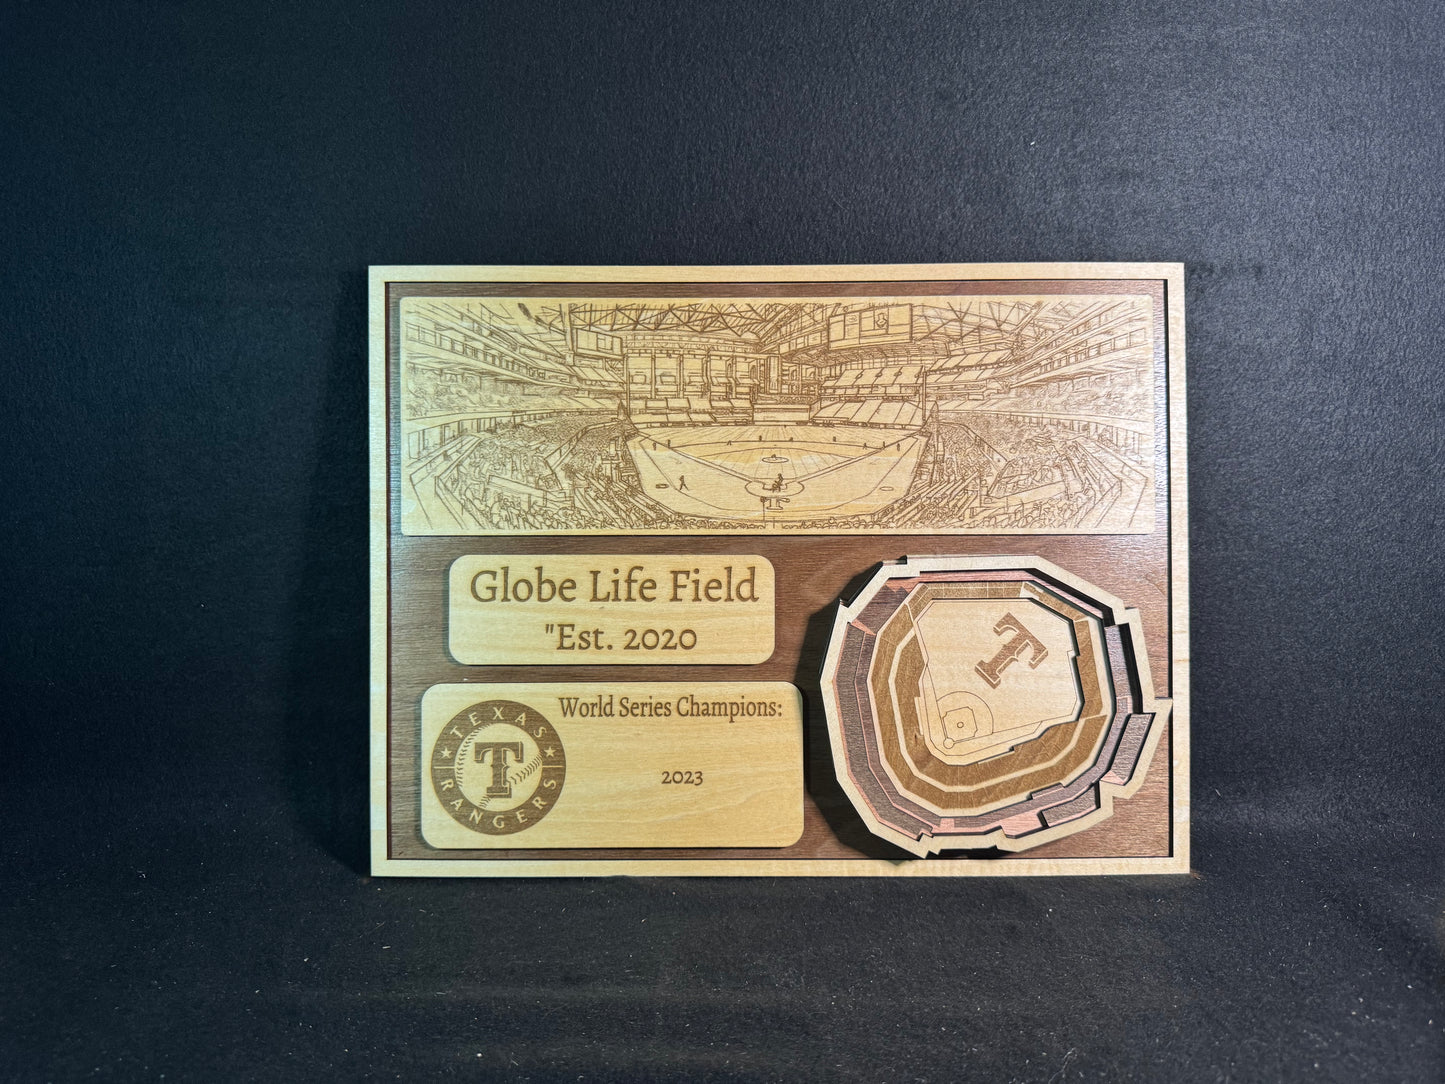 Globe Life Field
"Est. 2020
World Series Champions:
2023
TEXAS
T
RANGERS
T
T